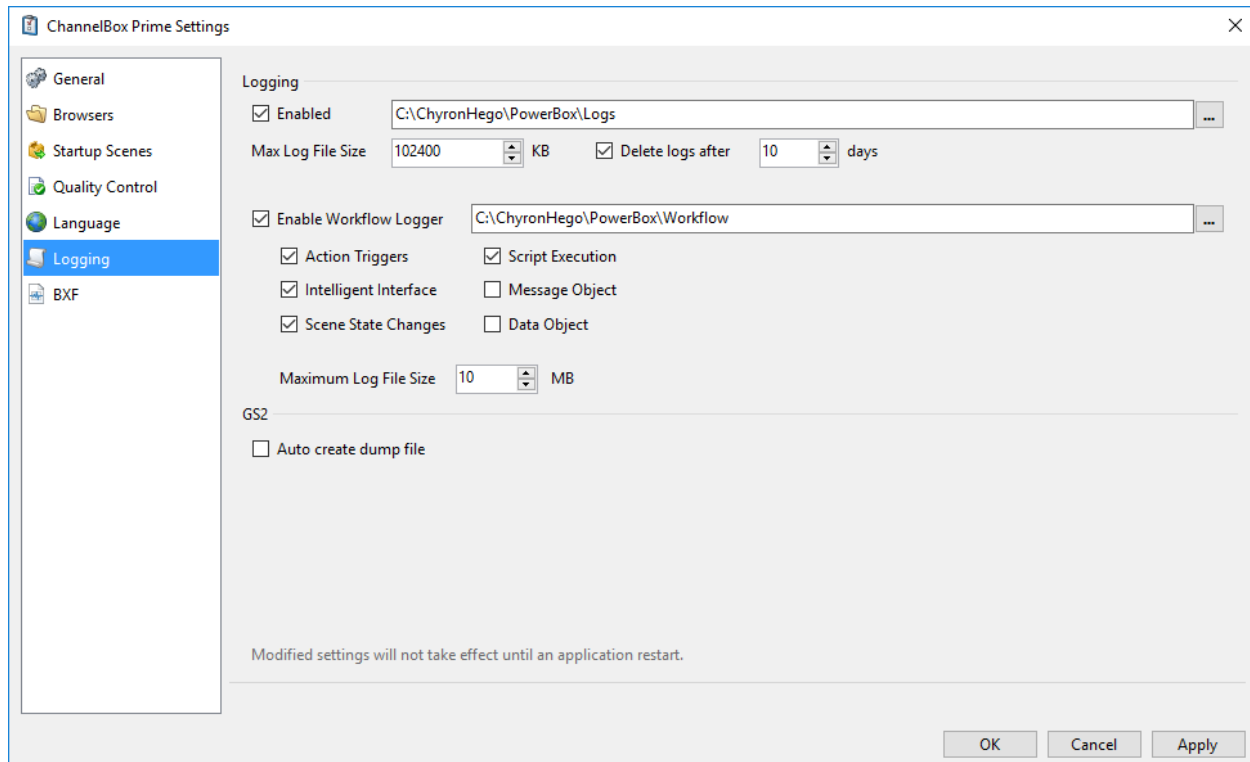 ChannelBox Prime Settings
General
Browsers
Startup Scenes
Quality Control
Language
Logging
BXF
Logging
Enabled C:\ChyronHego\PowerBox\Logs ...
Max Log File Size 102400 KB Delete logs after 10 days
Enable Workflow Logger C:\ChyronHego\PowerBox\Workflow ...
Action Triggers Script Execution
Intelligent Interface Message Object
Scene State Changes Data Object
Maximum Log File Size 10 MB
GS2
Auto create dump file
Modified settings will not take effect until an application restart.
OK Cancel Apply